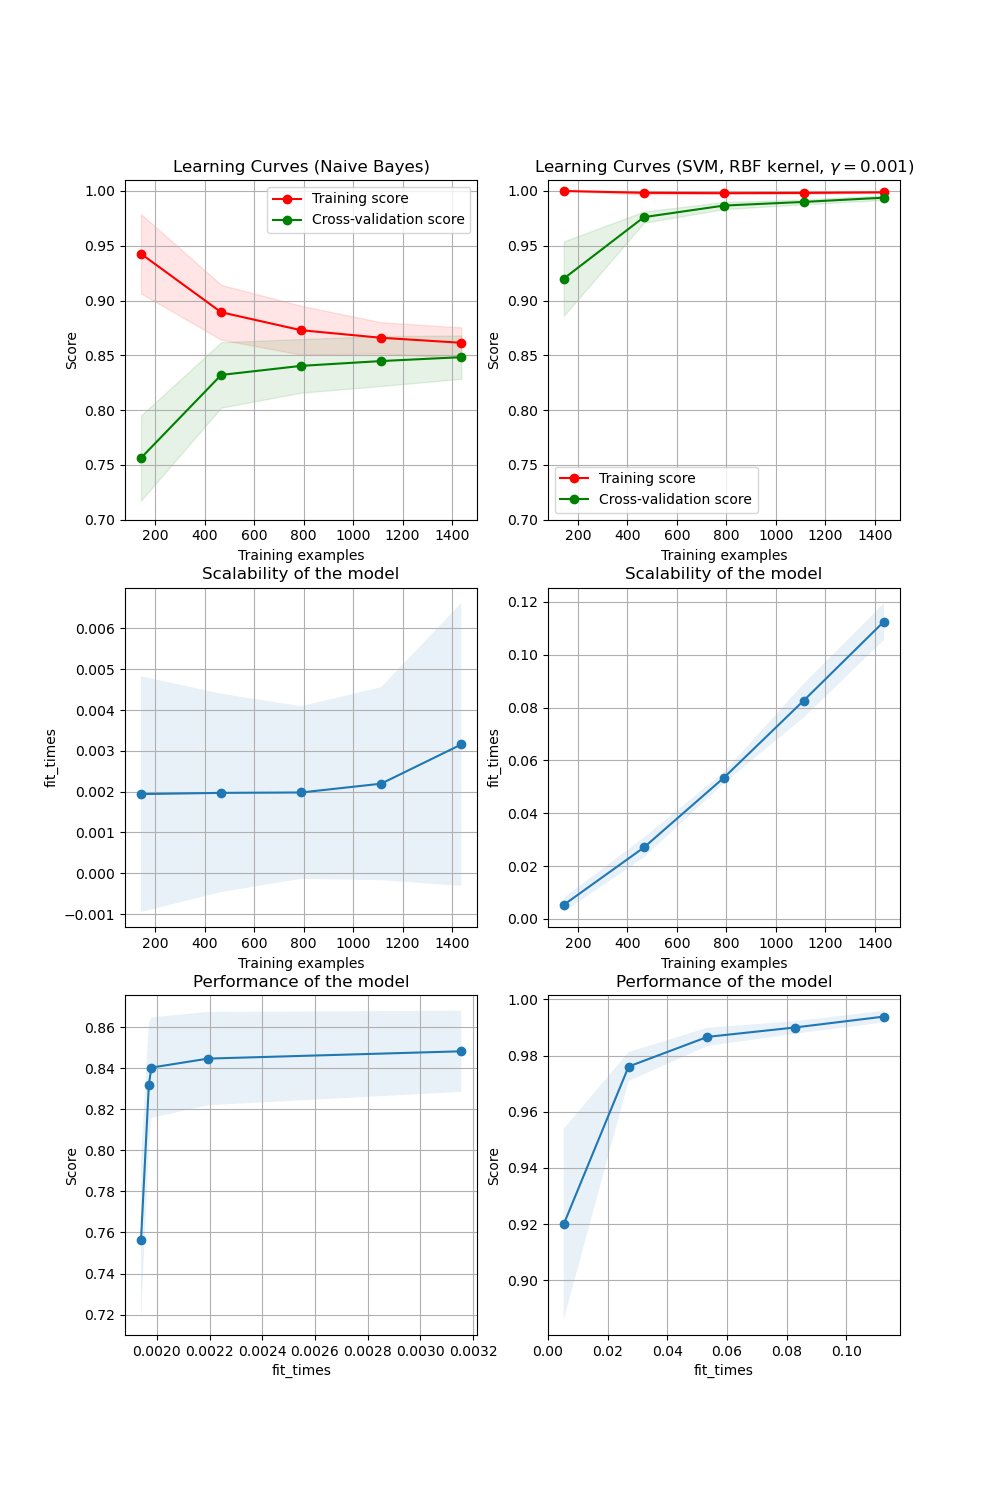 Learning Curves (Naive Bayes)
Score
1.00
0.95
0.90
0.85
0.80
0.75
0.70
Training score
Cross-validation score
200 400 600 800 1000 1200 1400
Training examples
Learning Curves (SVM, RBF kernel, γ = 0.001)
Score
1.00
0.95
0.90
0.85
0.80
0.75
0.70
Training score
Cross-validation score
200 400 600 800 1000 1200 1400
Training examples
Scalability of the model
fit_times
0.006
0.005
0.004
0.003
0.002
0.001
0.000
−0.001
200 400 600 800 1000 1200 1400
Training examples
Scalability of the model
fit_times
0.12
0.10
0.08
0.06
0.04
0.02
0.00
200 400 600 800 1000 1200 1400
Training examples
Performance of the model
Score
0.86
0.84
0.82
0.80
0.78
0.76
0.74
0.72
0.0020 0.0022 0.0024 0.0026 0.0028 0.0030 0.0032
fit_times
Performance of the model
Score
1.00
0.98
0.96
0.94
0.92
0.90
0.00 0.02 0.04 0.06 0.08 0.10
fit_times